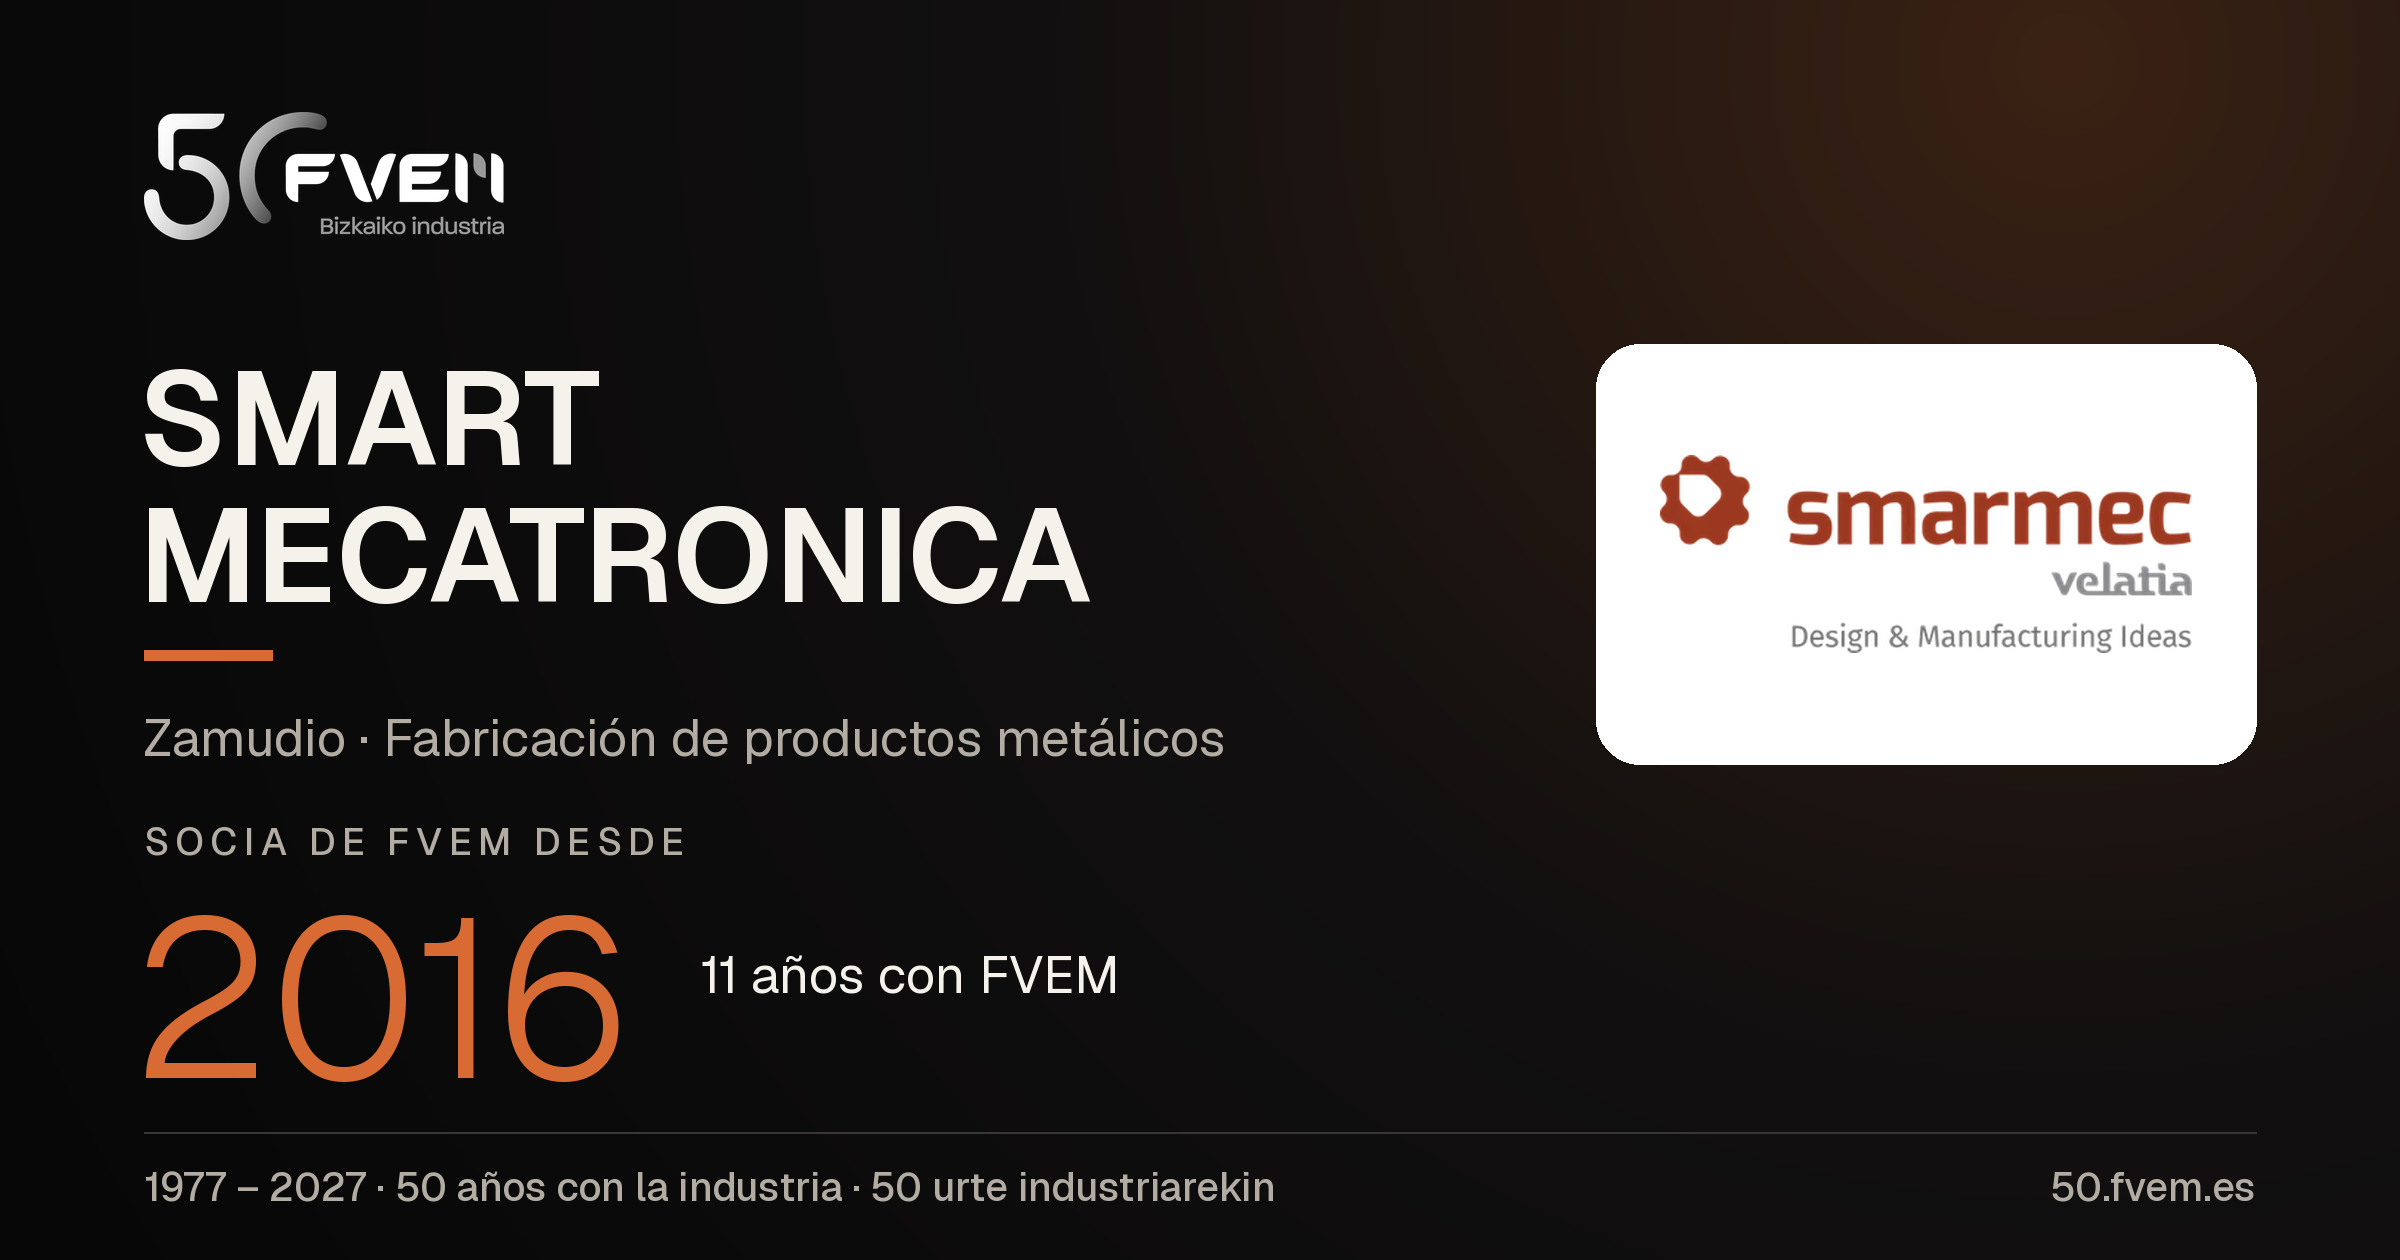 50 FVEM
Bizkaiko industria
SMART
MECATRONICA
smarmec
velatia
Design & Manufacturing Ideas
Zamudio · Fabricación de productos metálicos
SOCIA DE FVEM DESDE
2016
11 años con FVEM
1977 – 2027 · 50 años con la industria · 50 urte industriarekin
50.fvem.es